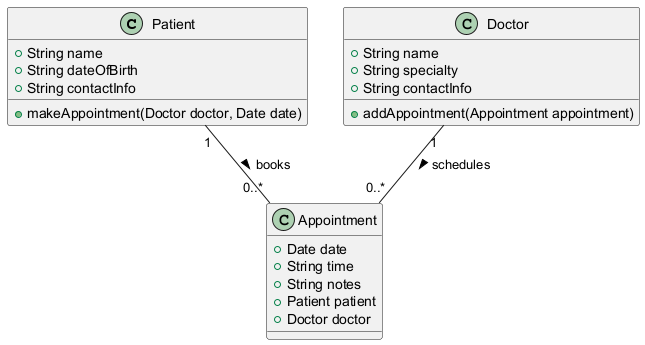 C Patient
String name
String dateOfBirth
String contactInfo
makeAppointment(Doctor doctor, Date date)
C Doctor
String name
String specialty
String contactInfo
addAppointment(Appointment appointment)
1
books
0..*
1
schedules
0..*
C Appointment
Date date
String time
String notes
Patient patient
Doctor doctor